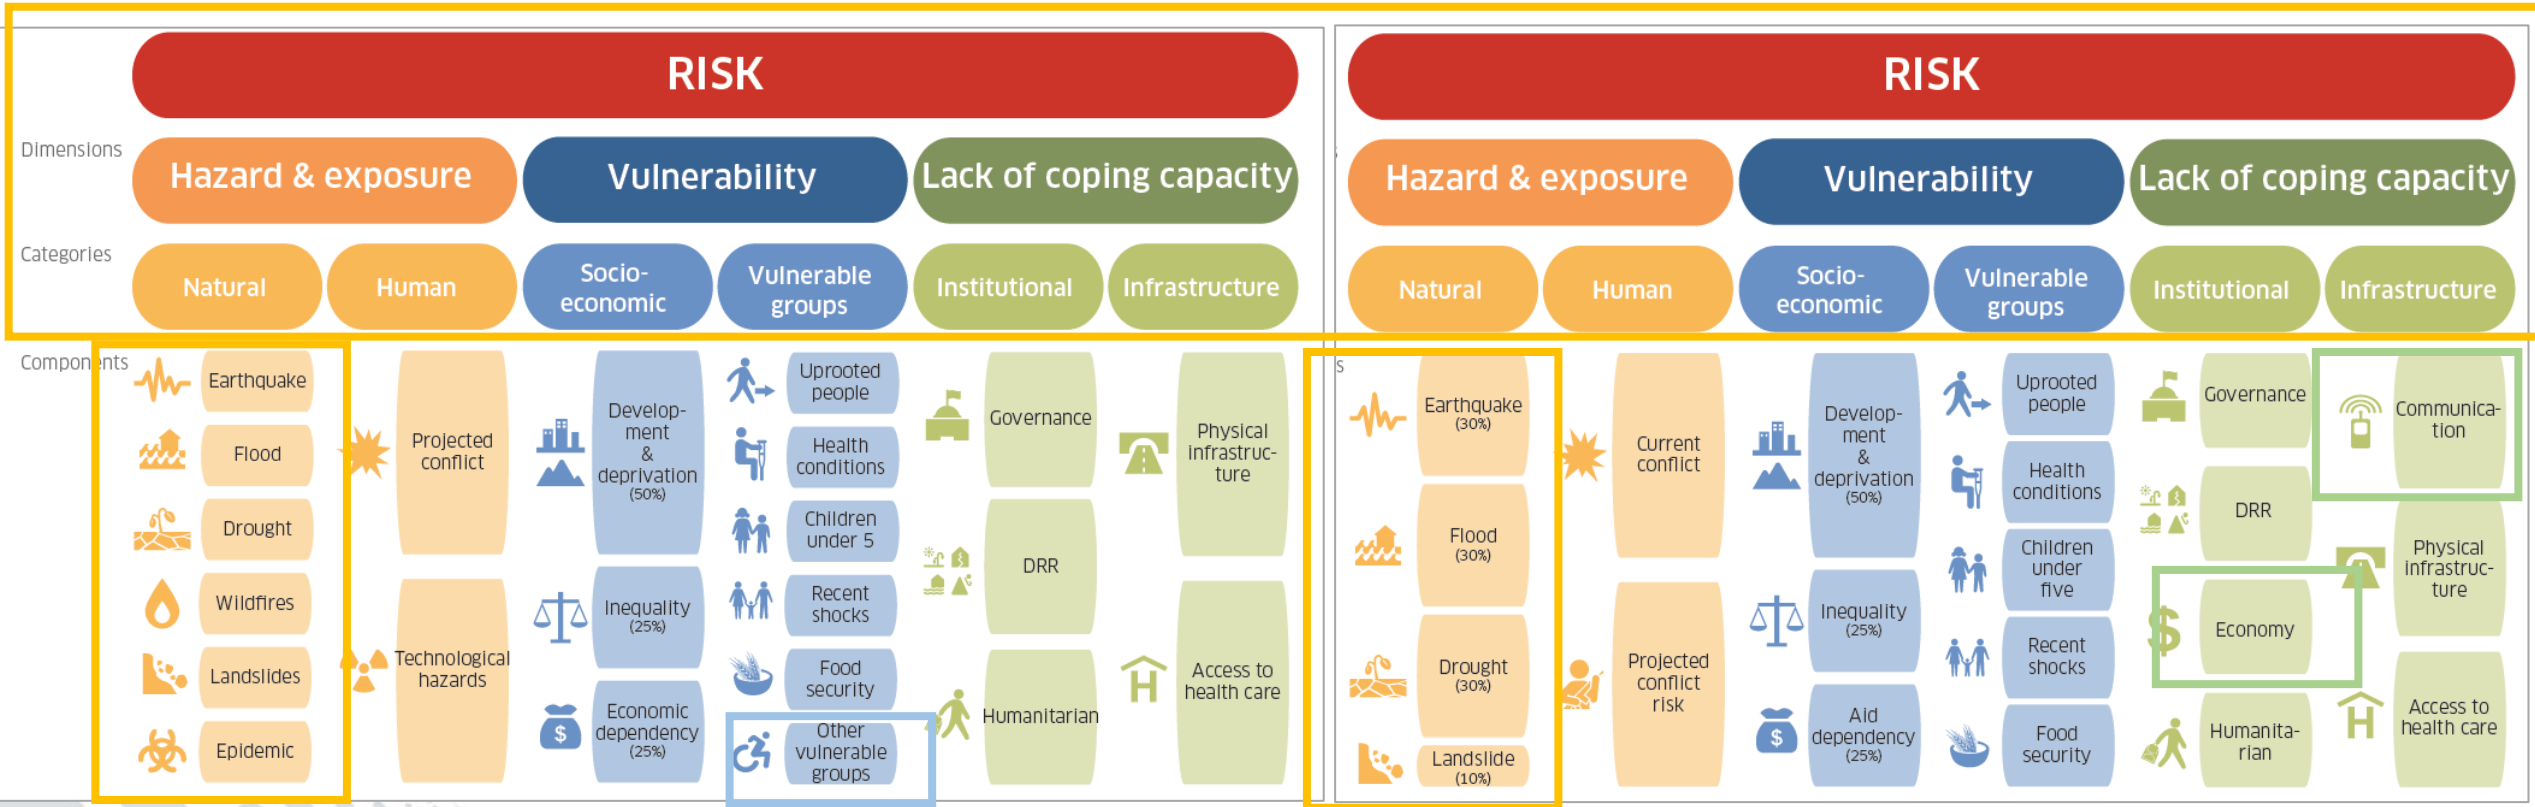 RISK
Dimensions
Hazard & exposure
Vulnerability
Lack of coping capacity
Categories
Natural
Human
Socio-
economic
Vulnerable
groups
Institutional
Infrastructure
Components
Earthquake
Flood
Drought
Wildfires
Landslides
Epidemic
Projected
conflict
Technological
hazards
Develop-
ment
&
deprivation
(50%)
Inequality
(25%)
Economic
dependency
(25%)
Uprooted
people
Health
conditions
Children
under 5
Recent
shocks
Food
security
Other
vulnerable
groups
Governance
DRR
Humanitarian
Physical
infrastruc-
ture
Access to
health care
RISK
s
Hazard & exposure
Vulnerability
Lack of coping capacity
Natural
Human
Socio-
economic
Vulnerable
groups
Institutional
Infrastructure
s
Earthquake
(30%)
Flood
(30%)
Drought
(30%)
Landslide
(10%)
Current
conflict
Projected
conflict
risk
Develop-
ment
&
deprivation
(50%)
Inequality
(25%)
Aid
dependency
(25%)
Uprooted
people
Health
conditions
Children
under
five
Recent
shocks
Food
security
Governance
DRR
Economy
Humanita-
rian
Communica-
tion
Physical
infrastruc-
ture
Access to
health care